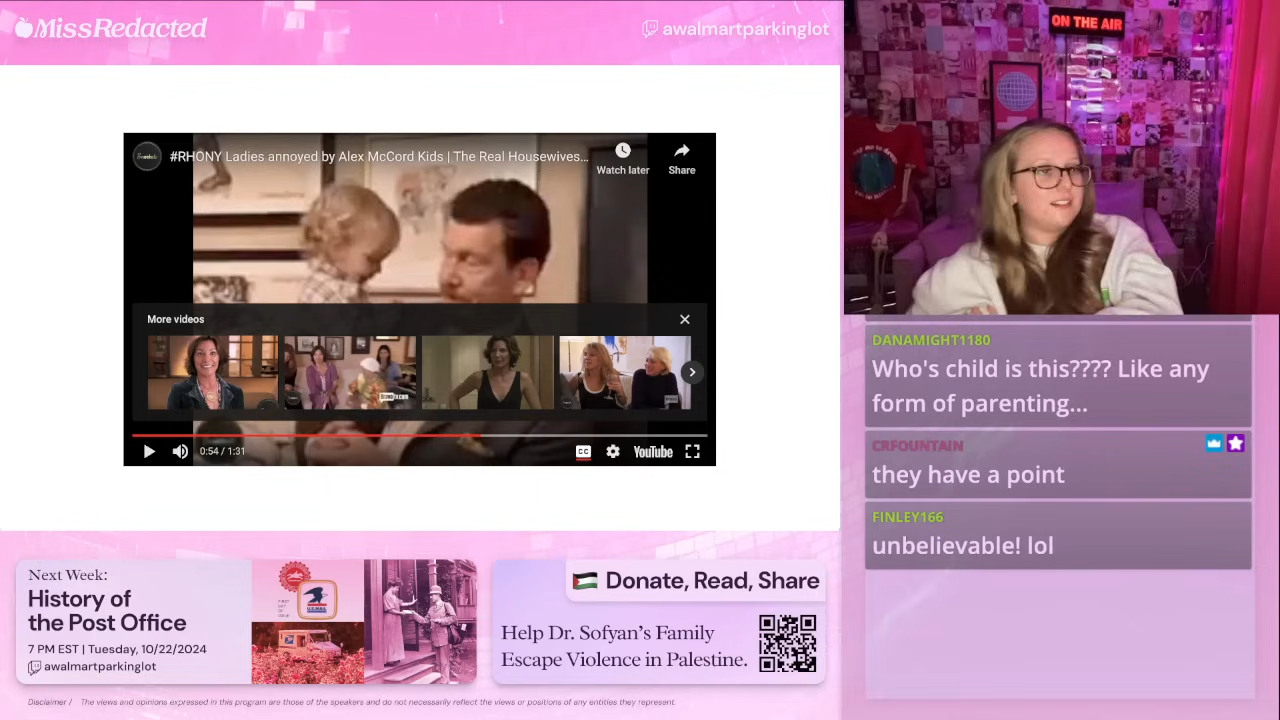 MissRedacted
awalmartparkinglot
ON THE AIR
#RHONY Ladies annoyed by Alex McCord Kids | The Real Housewives...
Watch later
Share
More videos
0:54 / 1:31
CC
YouTube
DANAMIGHT1180
Who's child is this???? Like any
form of parenting...
CRFOUNTAIN
they have a point
FINLEY166
unbelievable! lol
Next Week:
History of
the Post Office
7 PM EST | Tuesday, 10/22/2024
awalmartparkinglot
Donate, Read, Share
Help Dr. Sofyan's Family
Escape Violence in Palestine.
Disclaimer / The views and opinions expressed in this program are those of the speakers and do not necessarily reflect the views or positions of any entities they represent.